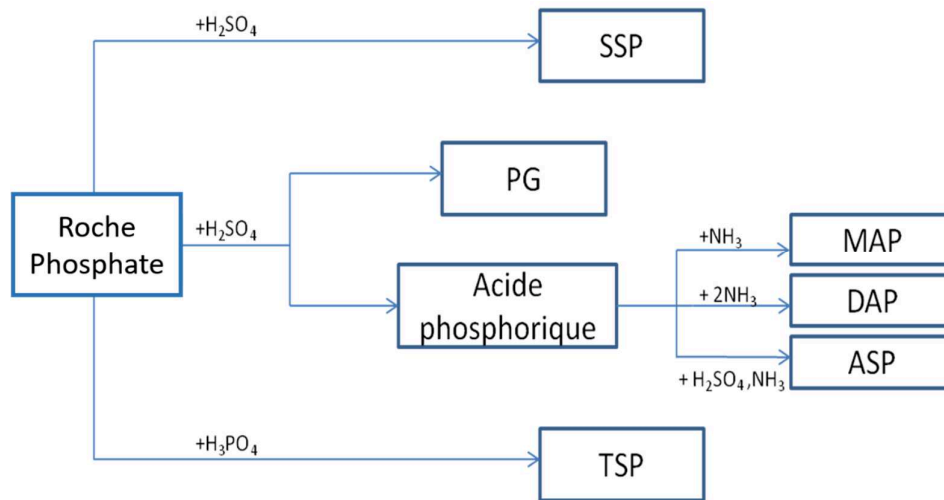 +H₂SO₄
SSP
PG
Roche
Phosphate
+H₂SO₄
+NH₃
MAP
Acide
phosphorique
+ 2NH₃
DAP
ASP
+ H₂SO₄,NH₃
+H₃PO₄
TSP